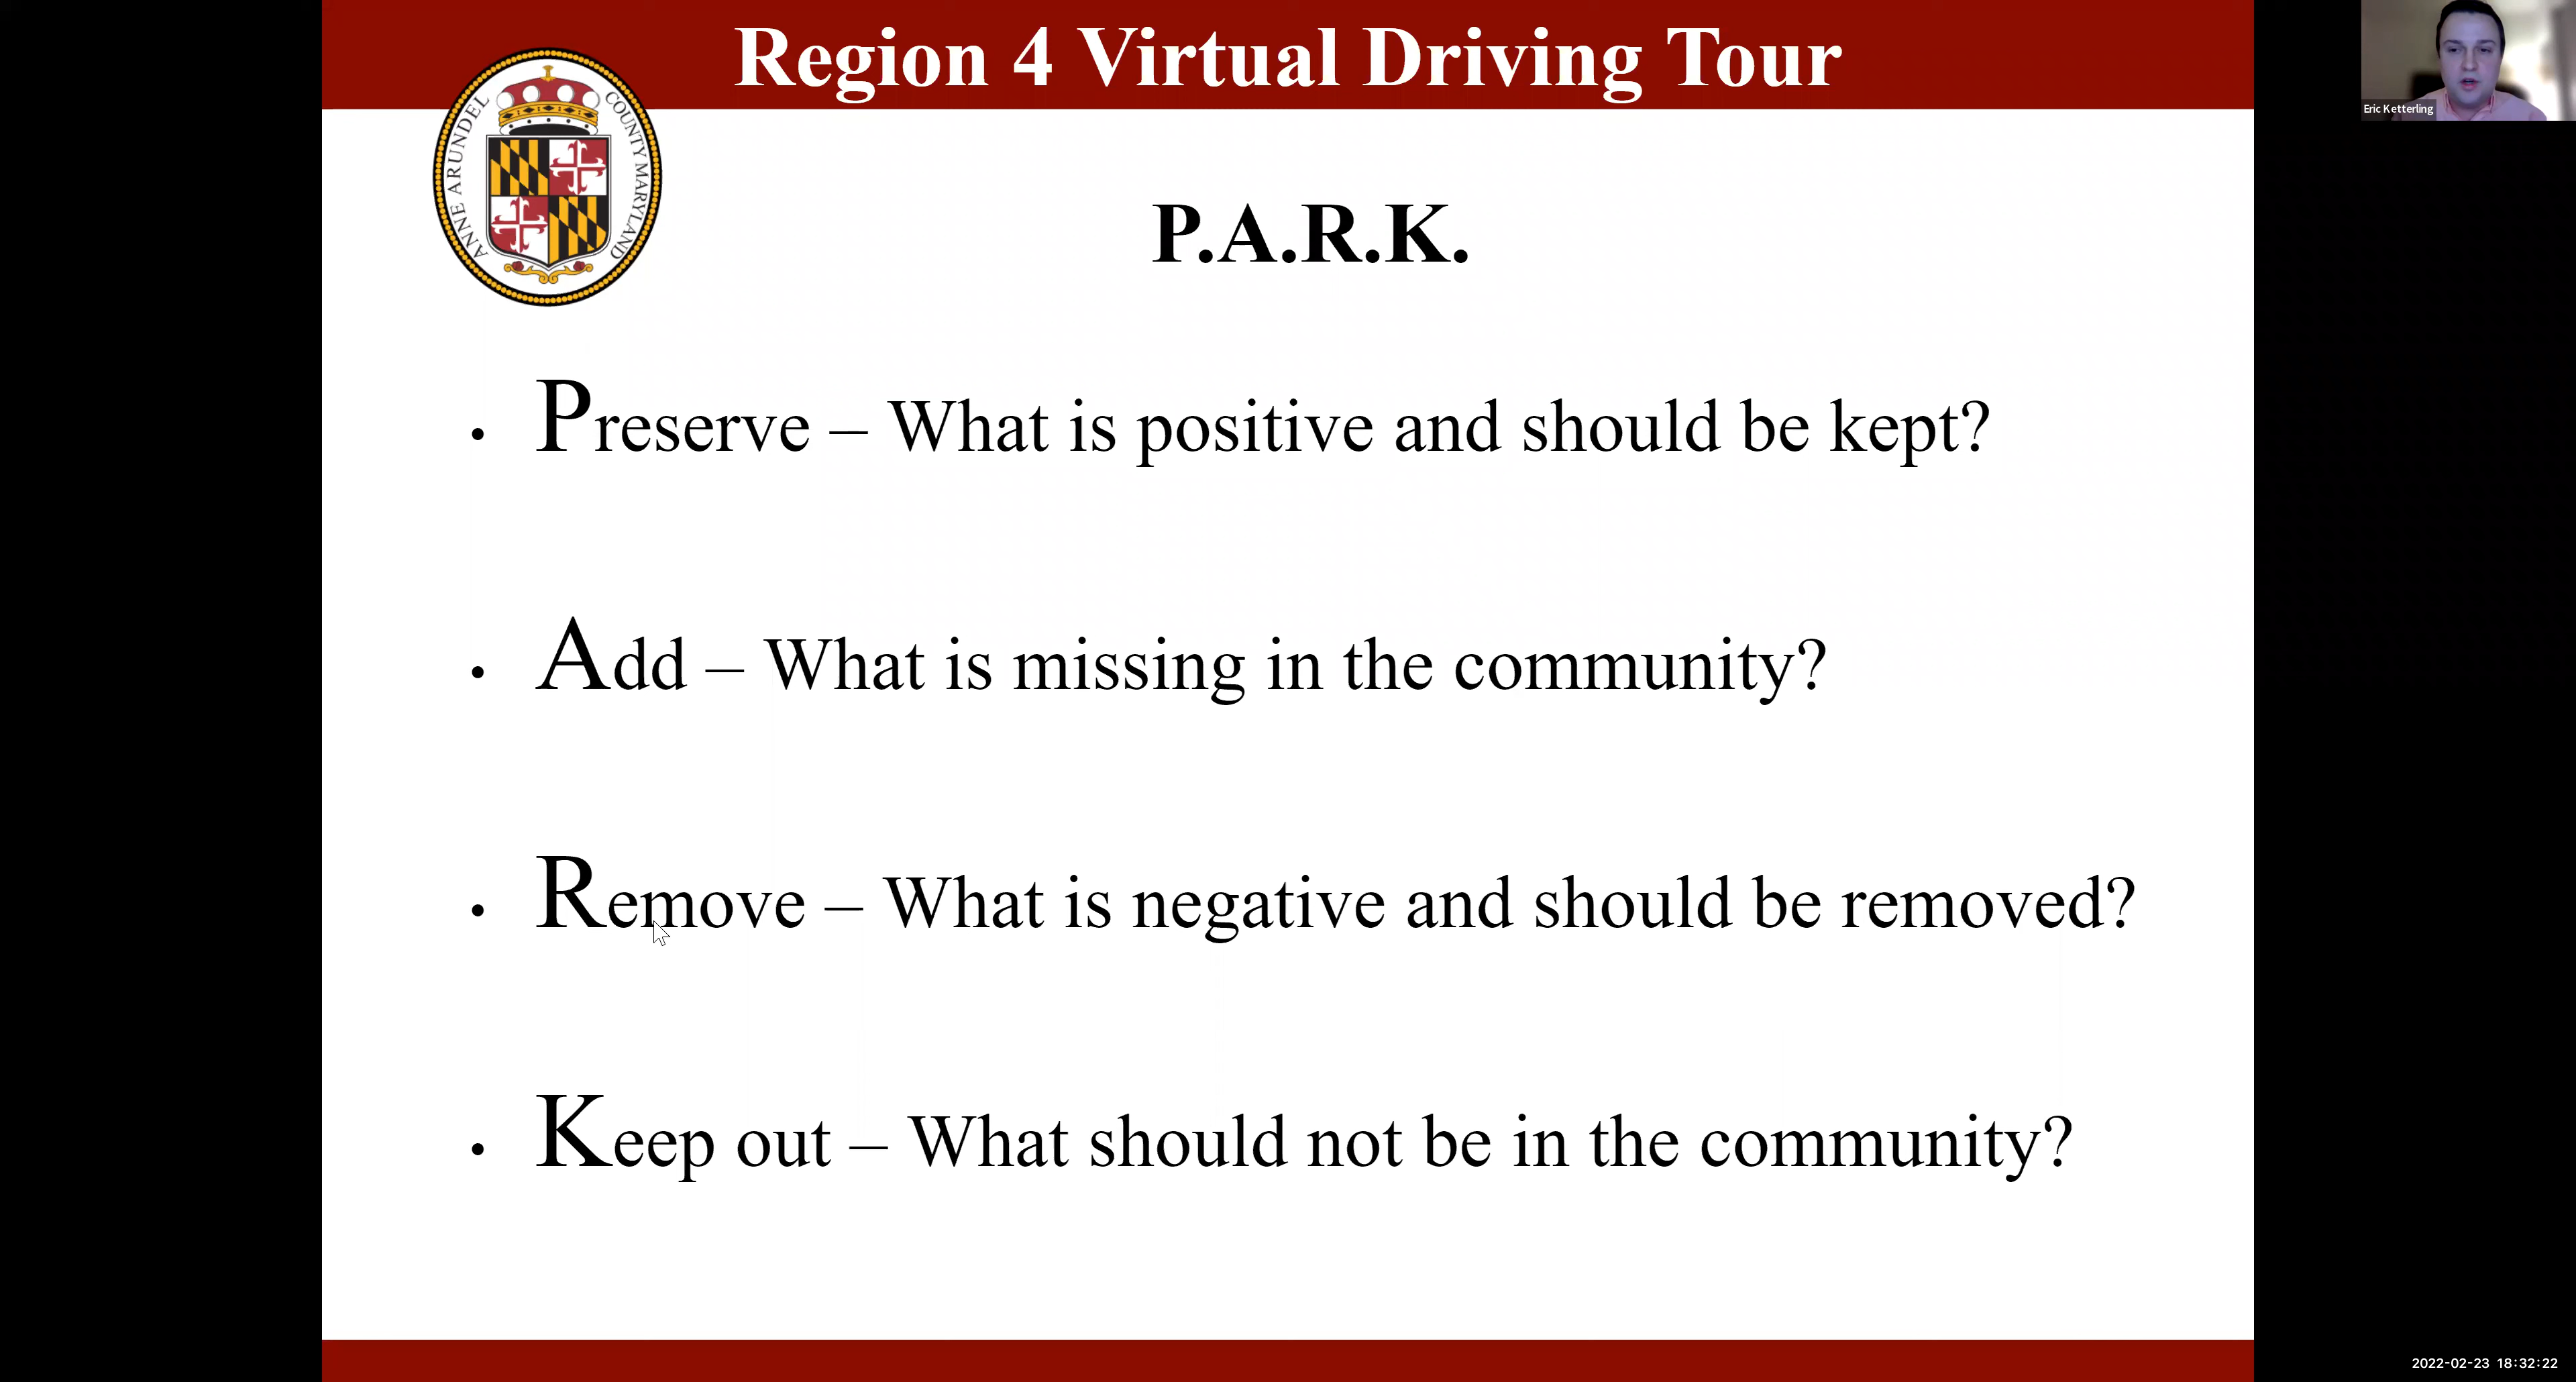 Region 4 Virtual Driving Tour
Eric Ketterling
ANNE ARUNDEL
COUNTY MARYLAND
P.A.R.K.
• Preserve – What is positive and should be kept?
• Add – What is missing in the community?
• Remove – What is negative and should be removed?
• Keep out – What should not be in the community?
2022-02-23 18:32:22